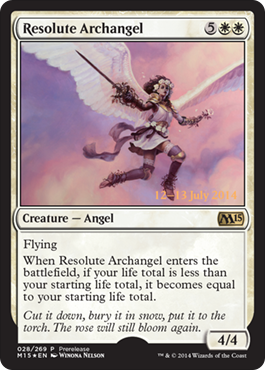 Resolute Archangel 5
12–13 July 2014
Creature — Angel M15
Flying
When Resolute Archangel enters the
battlefield, if your life total is less than
your starting life total, it becomes equal
to your starting life total.
Cut it down, bury it in snow, put it to
the torch. The rose will still bloom again.
4/4
028/269 P Prerelease
M15 ★ EN Winona Nelson ™ & © 2014 Wizards of the Coast